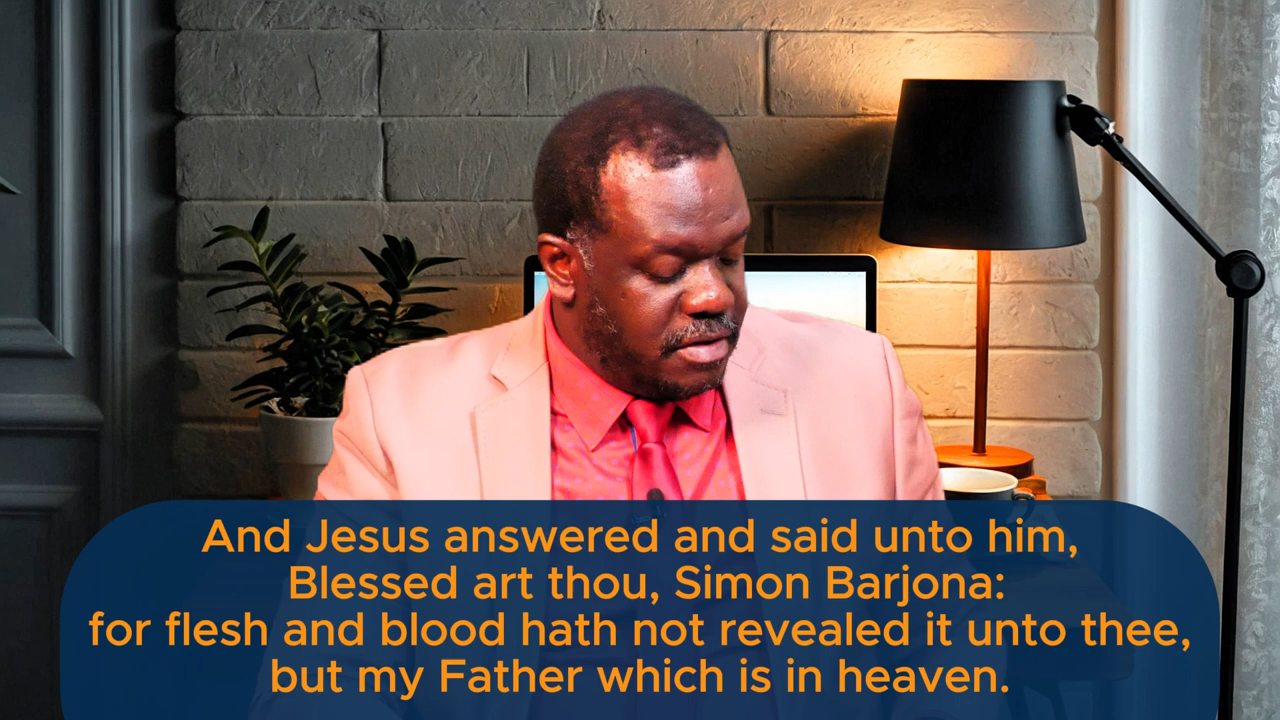 And Jesus answered and said unto him,
Blessed art thou, Simon Barjona:
for flesh and blood hath not revealed it unto thee,
but my Father which is in heaven.